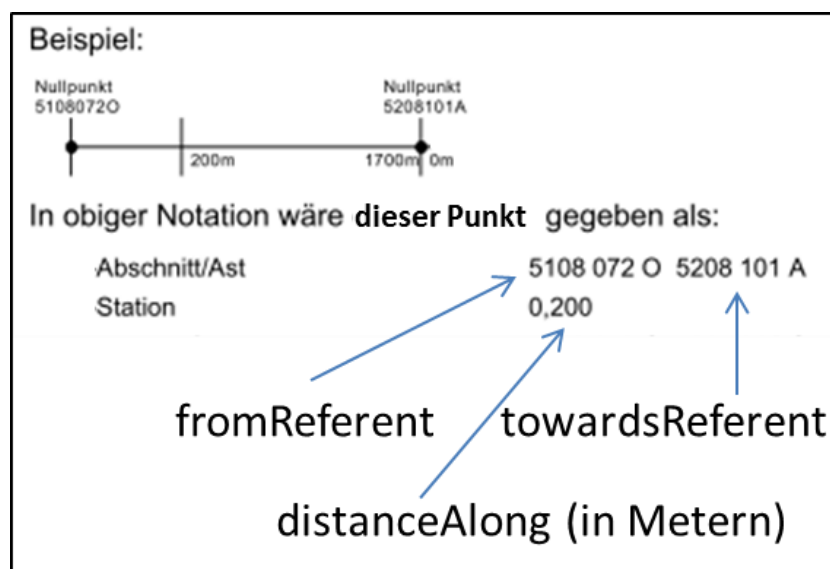 Beispiel:
Nullpunkt Nullpunkt
5108072O 5208101A
200m 1700m 0m
In obiger Notation wäre dieser Punkt gegeben als:
Abschnitt/Ast 5108 072 O 5208 101 A
Station 0,200
fromReferent towardsReferent
distanceAlong (in Metern)